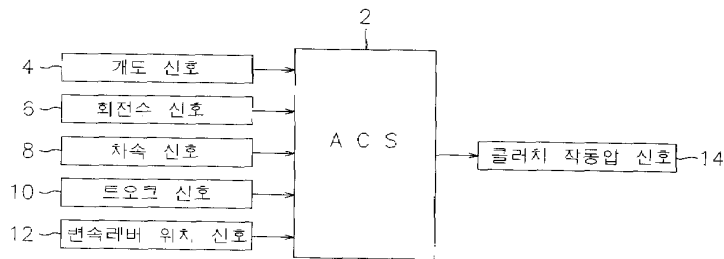 2
4 개도 신호
6 회전수 신호
8 차속 신호
10 트오크 신호
12 변속레버 위치 신호
A C S
클러치 작동압 신호 14